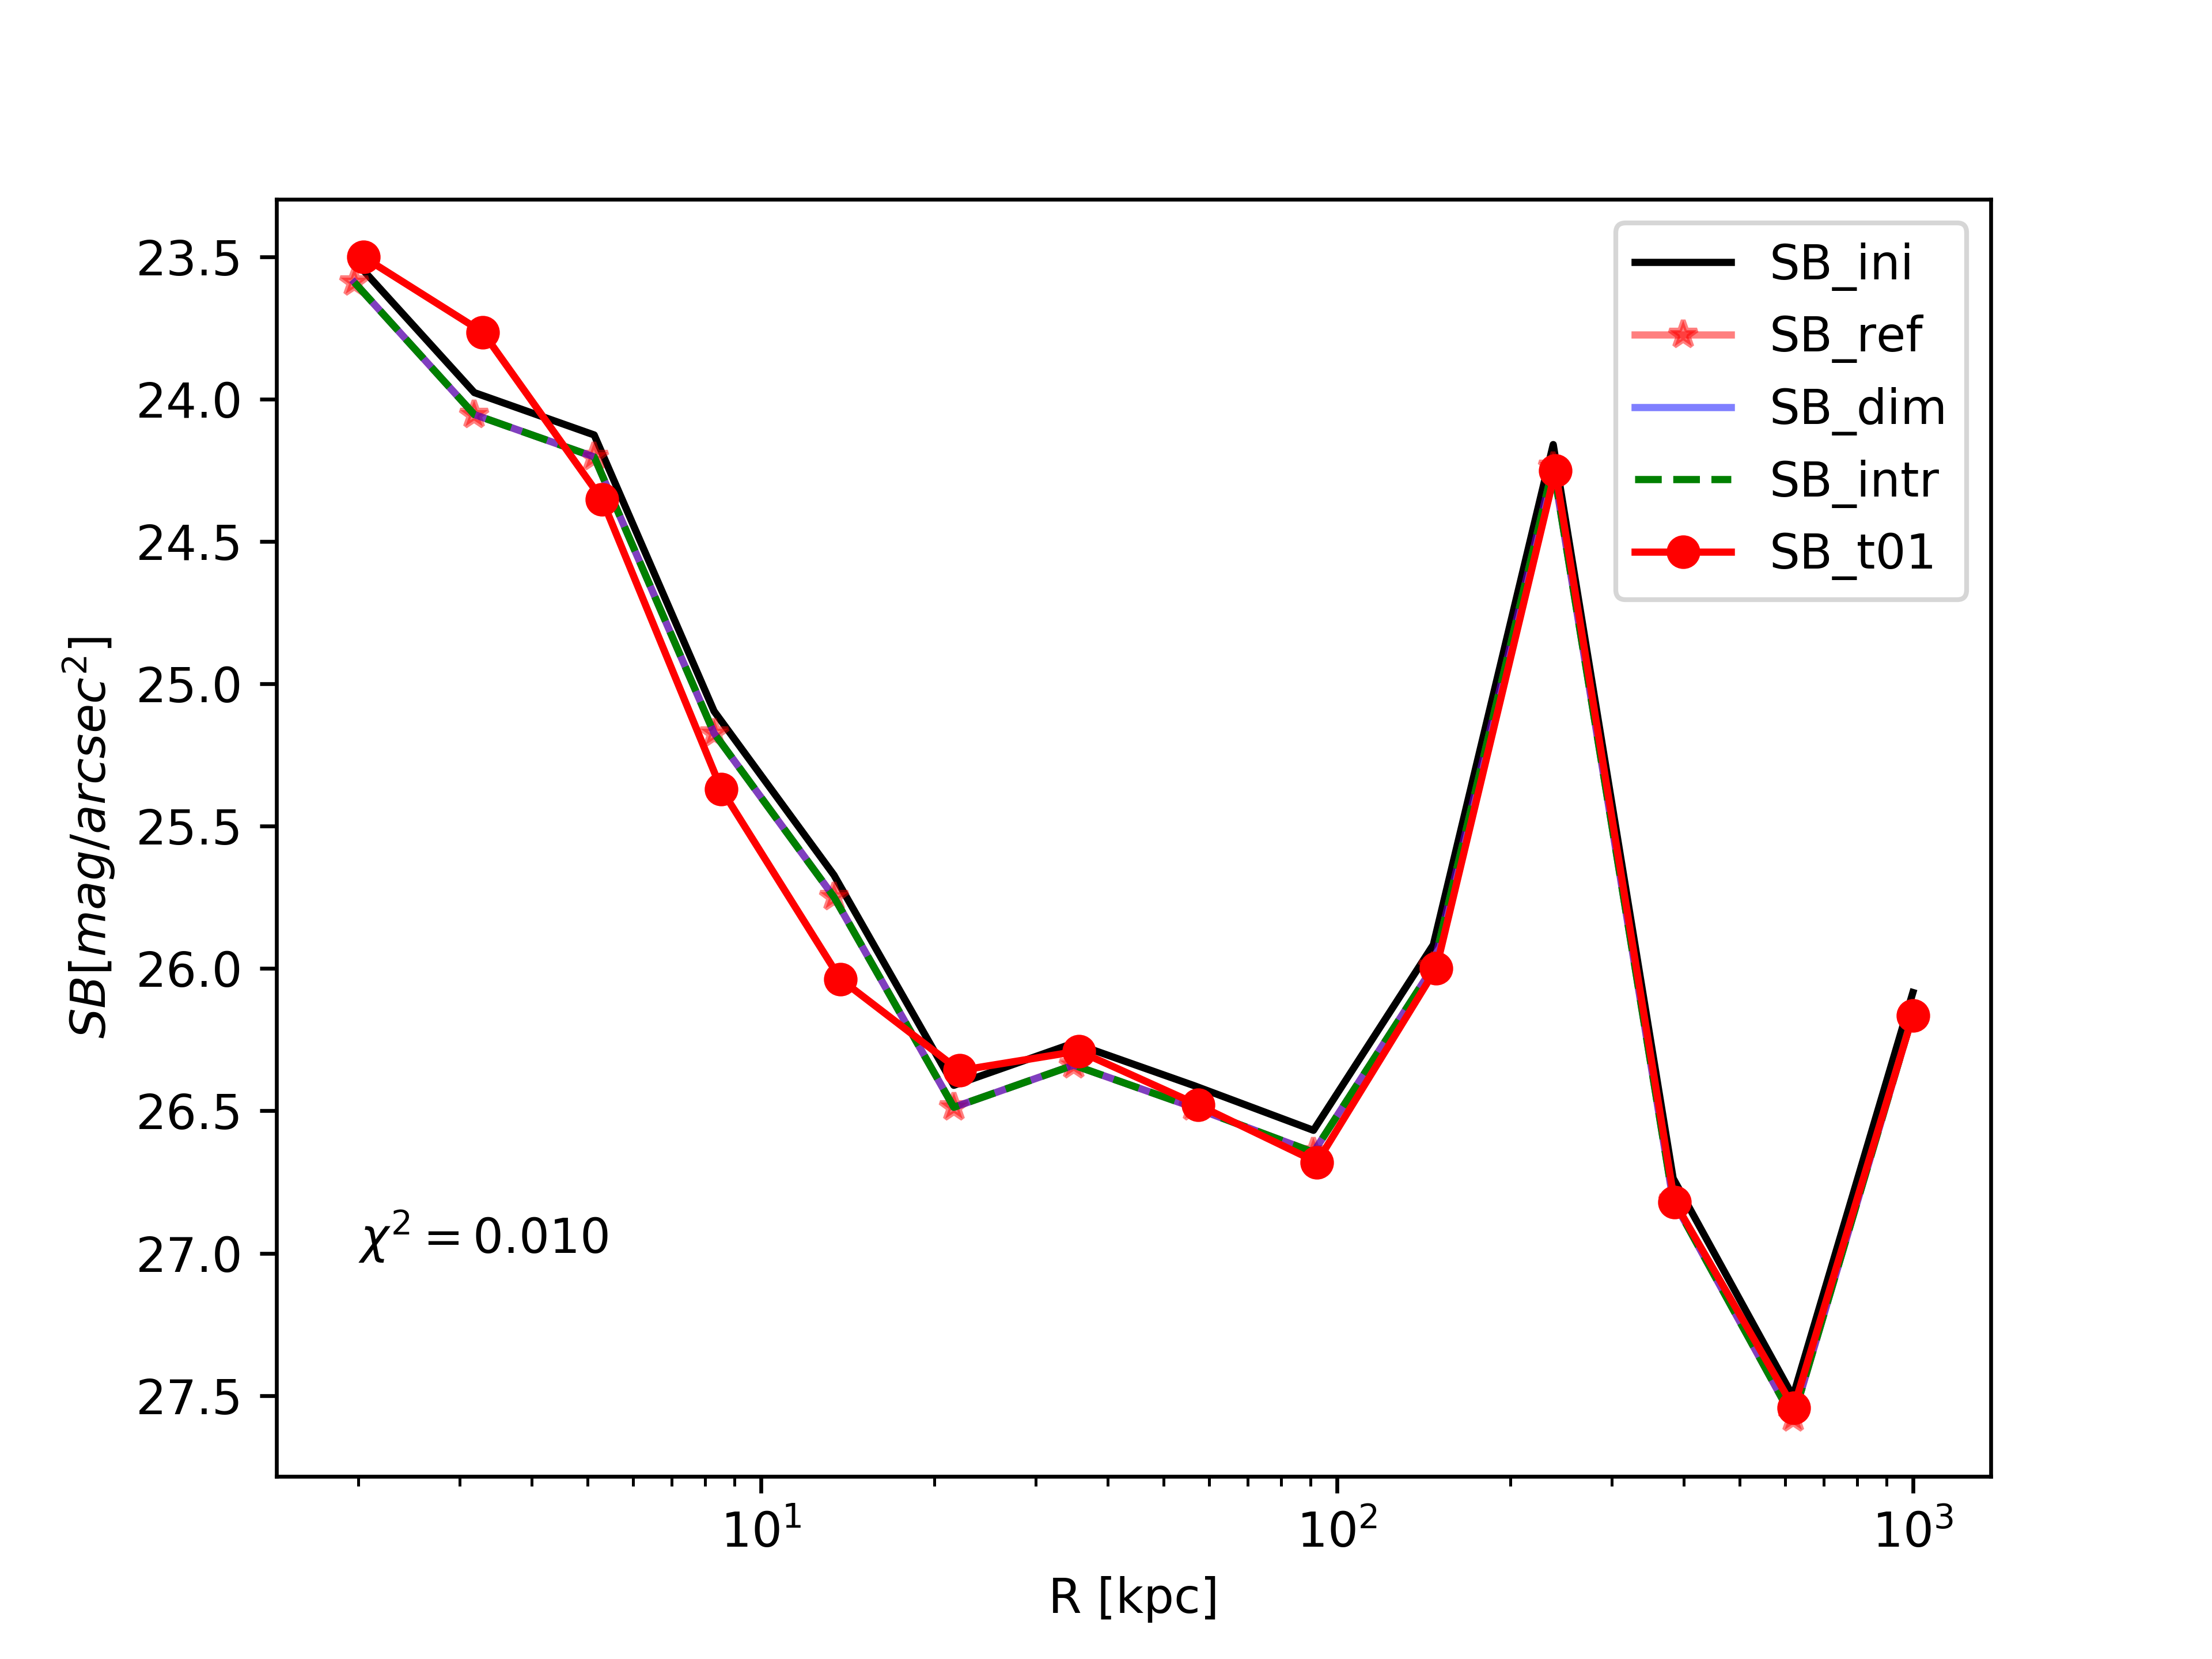 SB_ini
SB_ref
SB_dim
SB_intr
SB_t01
23.5
24.0
24.5
25.0
25.5
26.0
26.5
27.0
27.5
SB[mag/arcsec²]
χ² = 0.010
10¹
10²
10³
R [kpc]